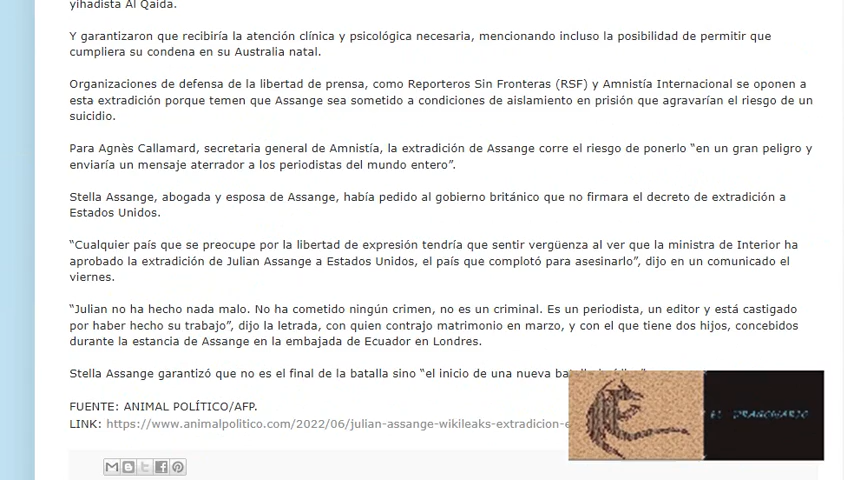 yihadista Al Qaida.
Y garantizaron que recibiría la atención clínica y psicológica necesaria, mencionando incluso la posibilidad de permitir que
cumpliera su condena en su Australia natal.
Organizaciones de defensa de la libertad de prensa, como Reporteros Sin Fronteras (RSF) y Amnistía Internacional se oponen a
esta extradición porque temen que Assange sea sometido a condiciones de aislamiento en prisión que agravarían el riesgo de un
suicidio.
Para Agnès Callamard, secretaria general de Amnistía, la extradición de Assange corre el riesgo de ponerlo “en un gran peligro y
enviaría un mensaje aterrador a los periodistas del mundo entero”.
Stella Assange, abogada y esposa de Assange, había pedido al gobierno británico que no firmara el decreto de extradición a
Estados Unidos.
“Cualquier país que se preocupe por la libertad de expresión tendría que sentir vergüenza al ver que la ministra de Interior ha
aprobado la extradición de Julian Assange a Estados Unidos, el país que complotó para asesinarlo”, dijo en un comunicado el
viernes.
“Julian no ha hecho nada malo. No ha cometido ningún crimen, no es un criminal. Es un periodista, un editor y está castigado
por haber hecho su trabajo”, dijo la letrada, con quien contrajo matrimonio en marzo, y con el que tiene dos hijos, concebidos
durante la estancia de Assange en la embajada de Ecuador en Londres.
Stella Assange garantizó que no es el final de la batalla sino “el inicio de una nueva
FUENTE: ANIMAL POLÍTICO/AFP.
LINK: https://www.animalpolitico.com/2022/06/julian-assange-wikileaks-extradicion-e
EL DRAGONARIO